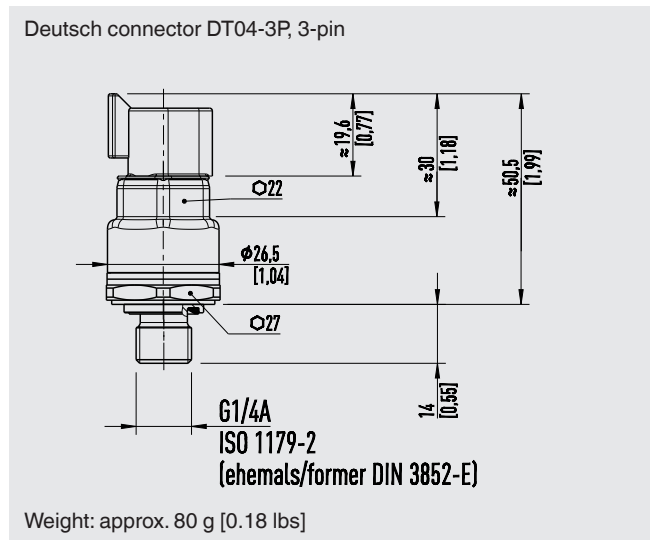 Deutsch connector DT04-3P, 3-pin
≈19,6
[0,77]
≈30
[1,18]
≈50,5
[1,99]
⬡22
⌀26,5
[1,04]
⬡27
14
[0,55]
G1/4A
ISO 1179-2
(ehemals/former DIN 3852-E)
Weight: approx. 80 g [0.18 lbs]